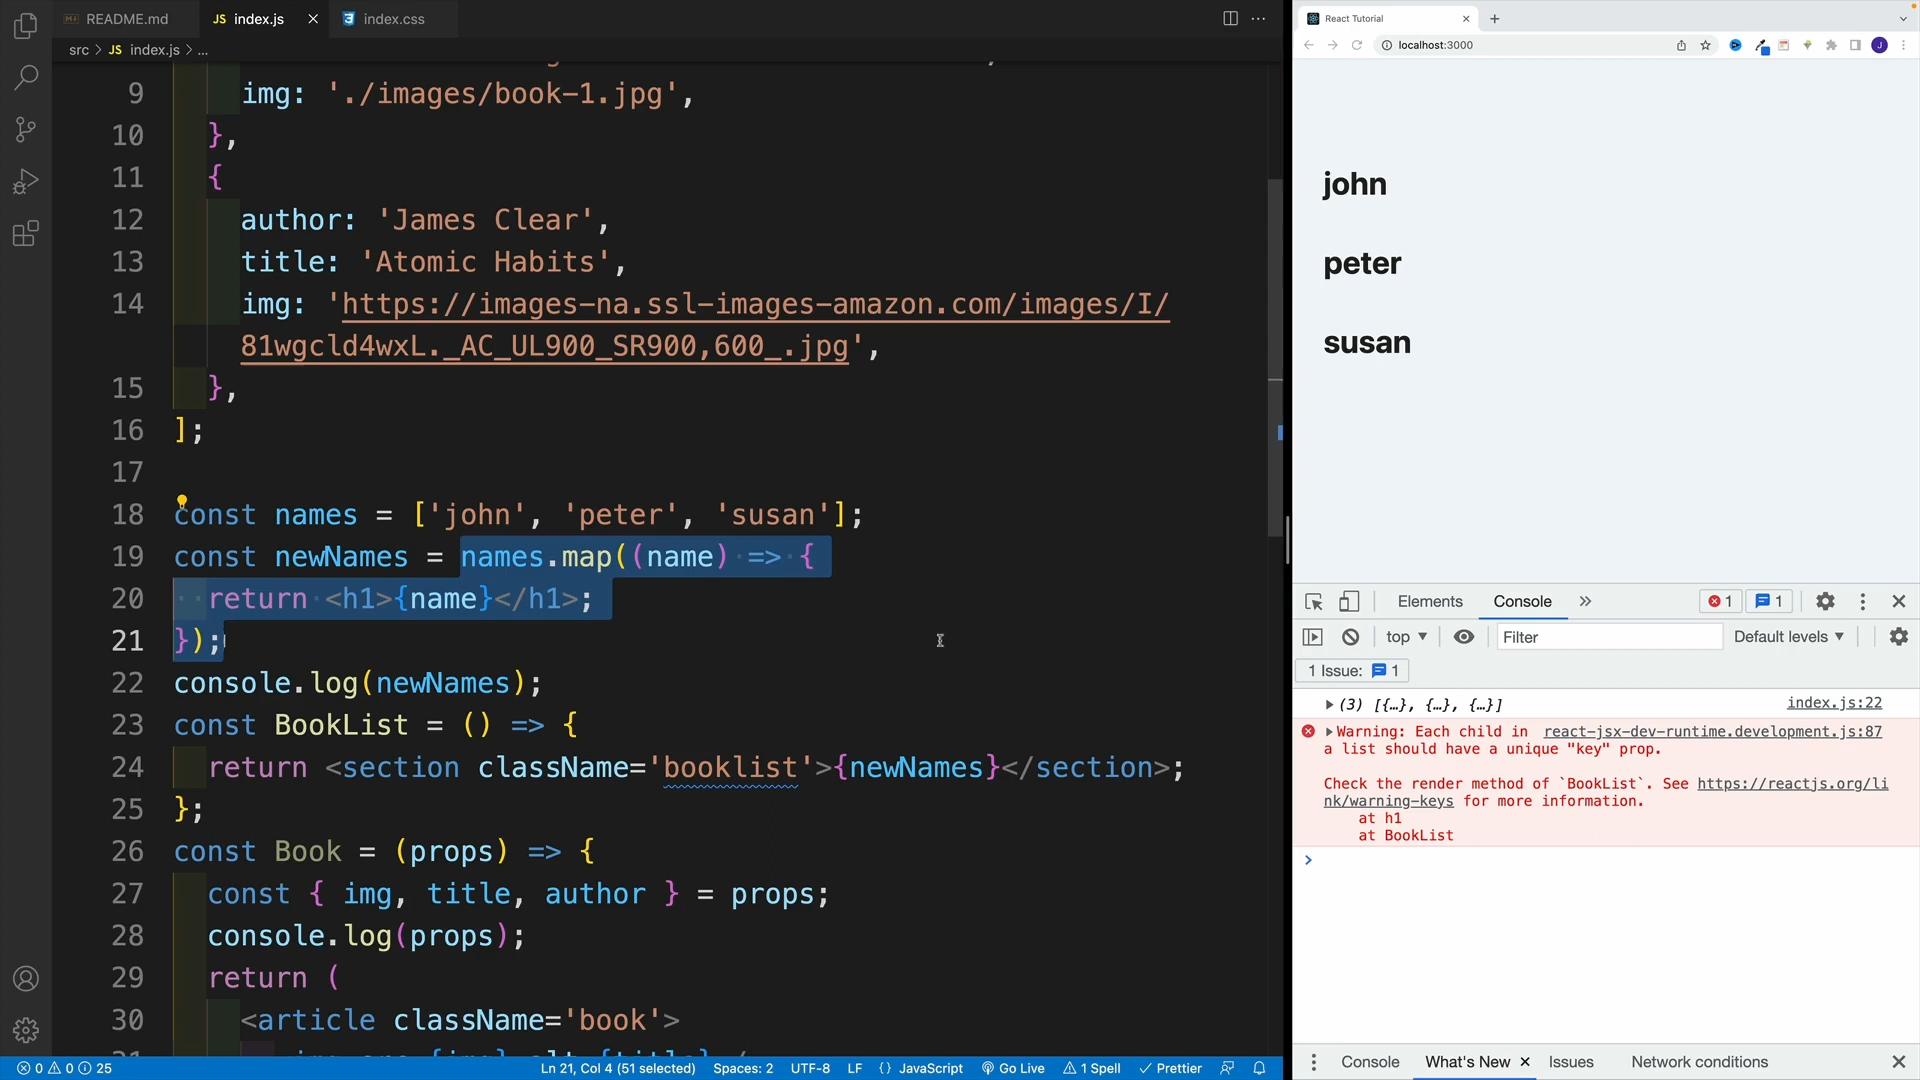 README.md
JS index.js
index.css
src > JS index.js > ...
9 img: './images/book-1.jpg',
10 },
11 {
12 author: 'James Clear',
13 title: 'Atomic Habits',
14 img: 'https://images-na.ssl-images-amazon.com/images/I/
81wgcld4wxL._AC_UL900_SR900,600_.jpg',
15 },
16 ];
17
18 const names = ['john', 'peter', 'susan'];
19 const newNames = names.map((name) => {
20 return <h1>{name}</h1>;
21 });
22 console.log(newNames);
23 const BookList = () => {
24 return <section className='booklist'>{newNames}</section>;
25 };
26 const Book = (props) => {
27 const { img, title, author } = props;
28 console.log(props);
29 return (
30 <article className='book'>
0 0 25
Ln 21, Col 4 (51 selected) Spaces: 2 UTF-8 LF {} JavaScript Go Live 1 Spell Prettier
React Tutorial
localhost:3000
J
john
peter
susan
Elements Console » 1 1
top Filter Default levels
1 Issue: 1
(3) [{…}, {…}, {…}] index.js:22
Warning: Each child in react-jsx-dev-runtime.development.js:87
a list should have a unique "key" prop.
Check the render method of `BookList`. See https://reactjs.org/li
nk/warning-keys for more information.
at h1
at BookList
Console What's New Issues Network conditions